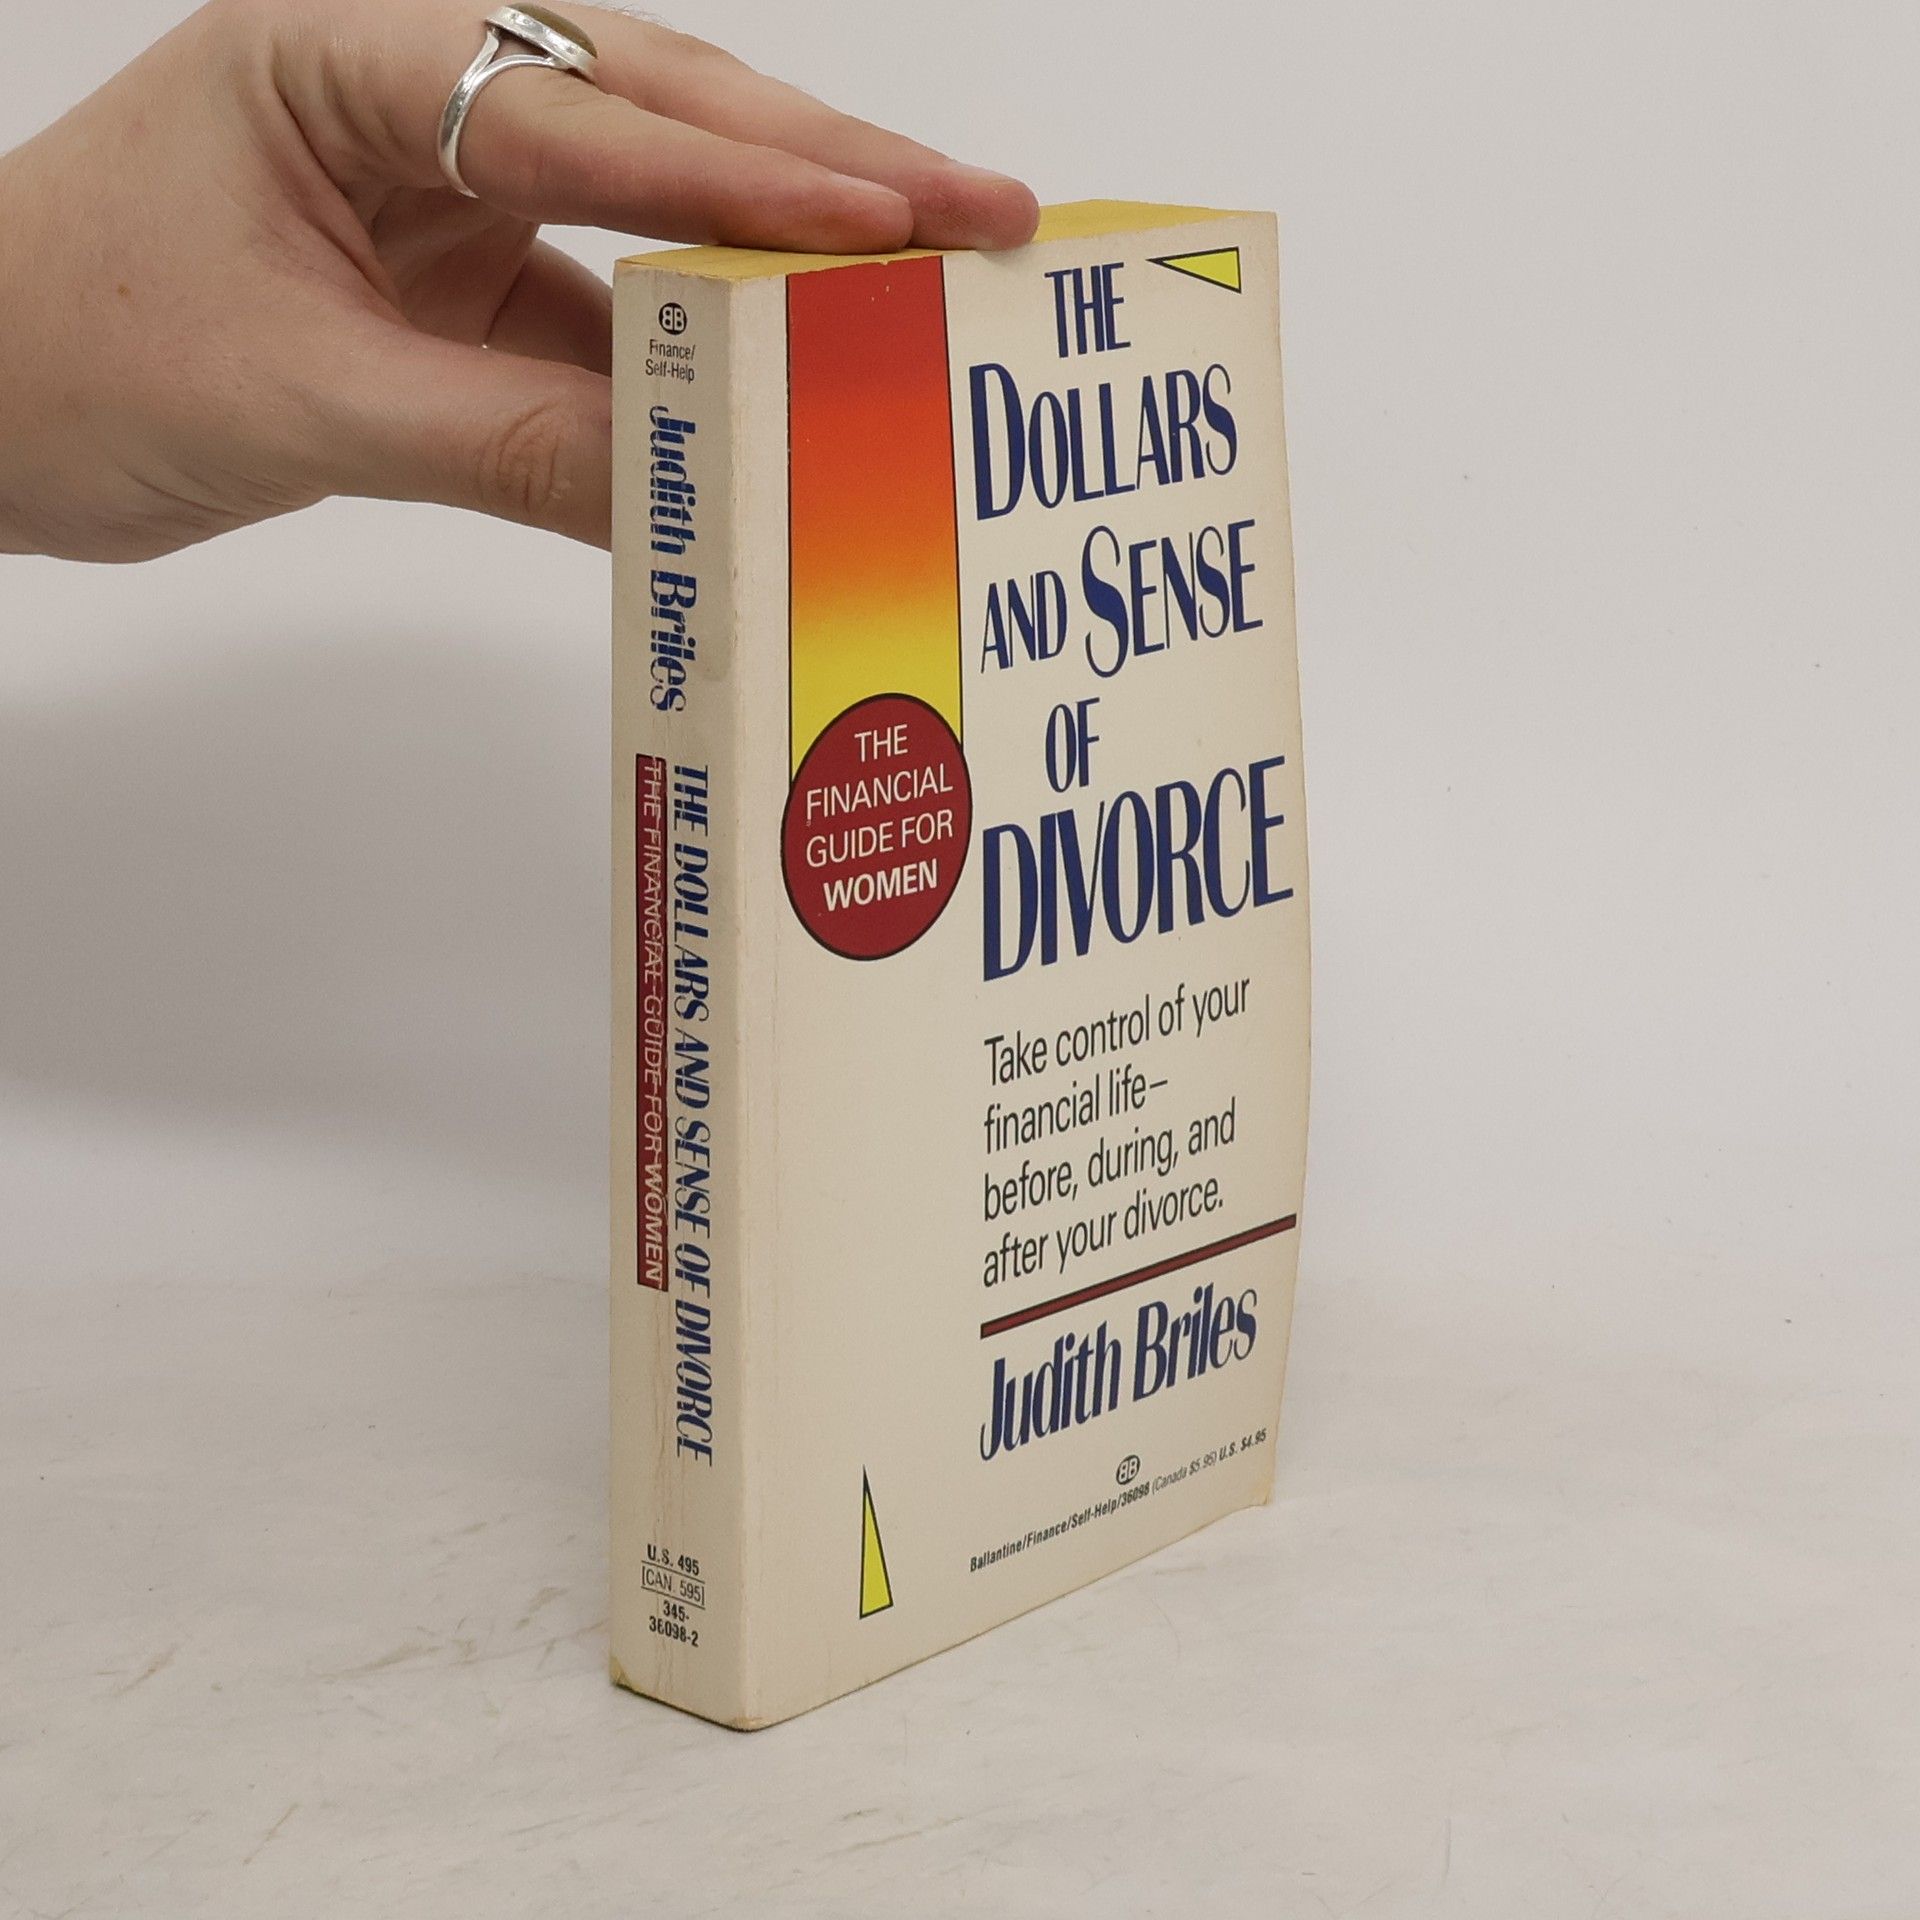 BB
Finance/
Self-Help
Judith Briles
THE DOLLARS AND SENSE OF DIVORCE
THE FINANCIAL GUIDE FOR WOMEN
U.S. 495
[CAN. 595]
345-
36098-2
THE
DOLLARS
AND SENSE
OF
DIVORCE
THE
FINANCIAL
GUIDE FOR
WOMEN
Take control of your
financial life–
before, during, and
after your divorce.
Judith Briles
BB
Ballantine/Finance/Self-Help/36098 (Canada $5.95) U.S. $4.95